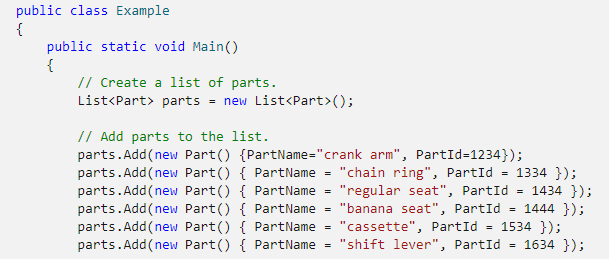 public class Example
{
    public static void Main()
    {
        // Create a list of parts.
        List<Part> parts = new List<Part>();

        // Add parts to the list.
        parts.Add(new Part() {PartName="crank arm", PartId=1234});
        parts.Add(new Part() { PartName = "chain ring", PartId = 1334 });
        parts.Add(new Part() { PartName = "regular seat", PartId = 1434 });
        parts.Add(new Part() { PartName = "banana seat", PartId = 1444 });
        parts.Add(new Part() { PartName = "cassette", PartId = 1534 });
        parts.Add(new Part() { PartName = "shift lever", PartId = 1634 });